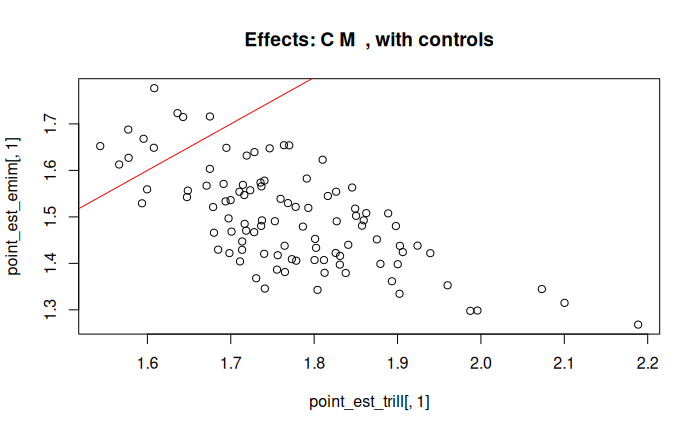 Effects: C M  , with controls
point_est_emim[, 1]
1.7
1.6
1.5
1.4
1.3
1.6 1.7 1.8 1.9 2.0 2.1 2.2
point_est_trill[, 1]